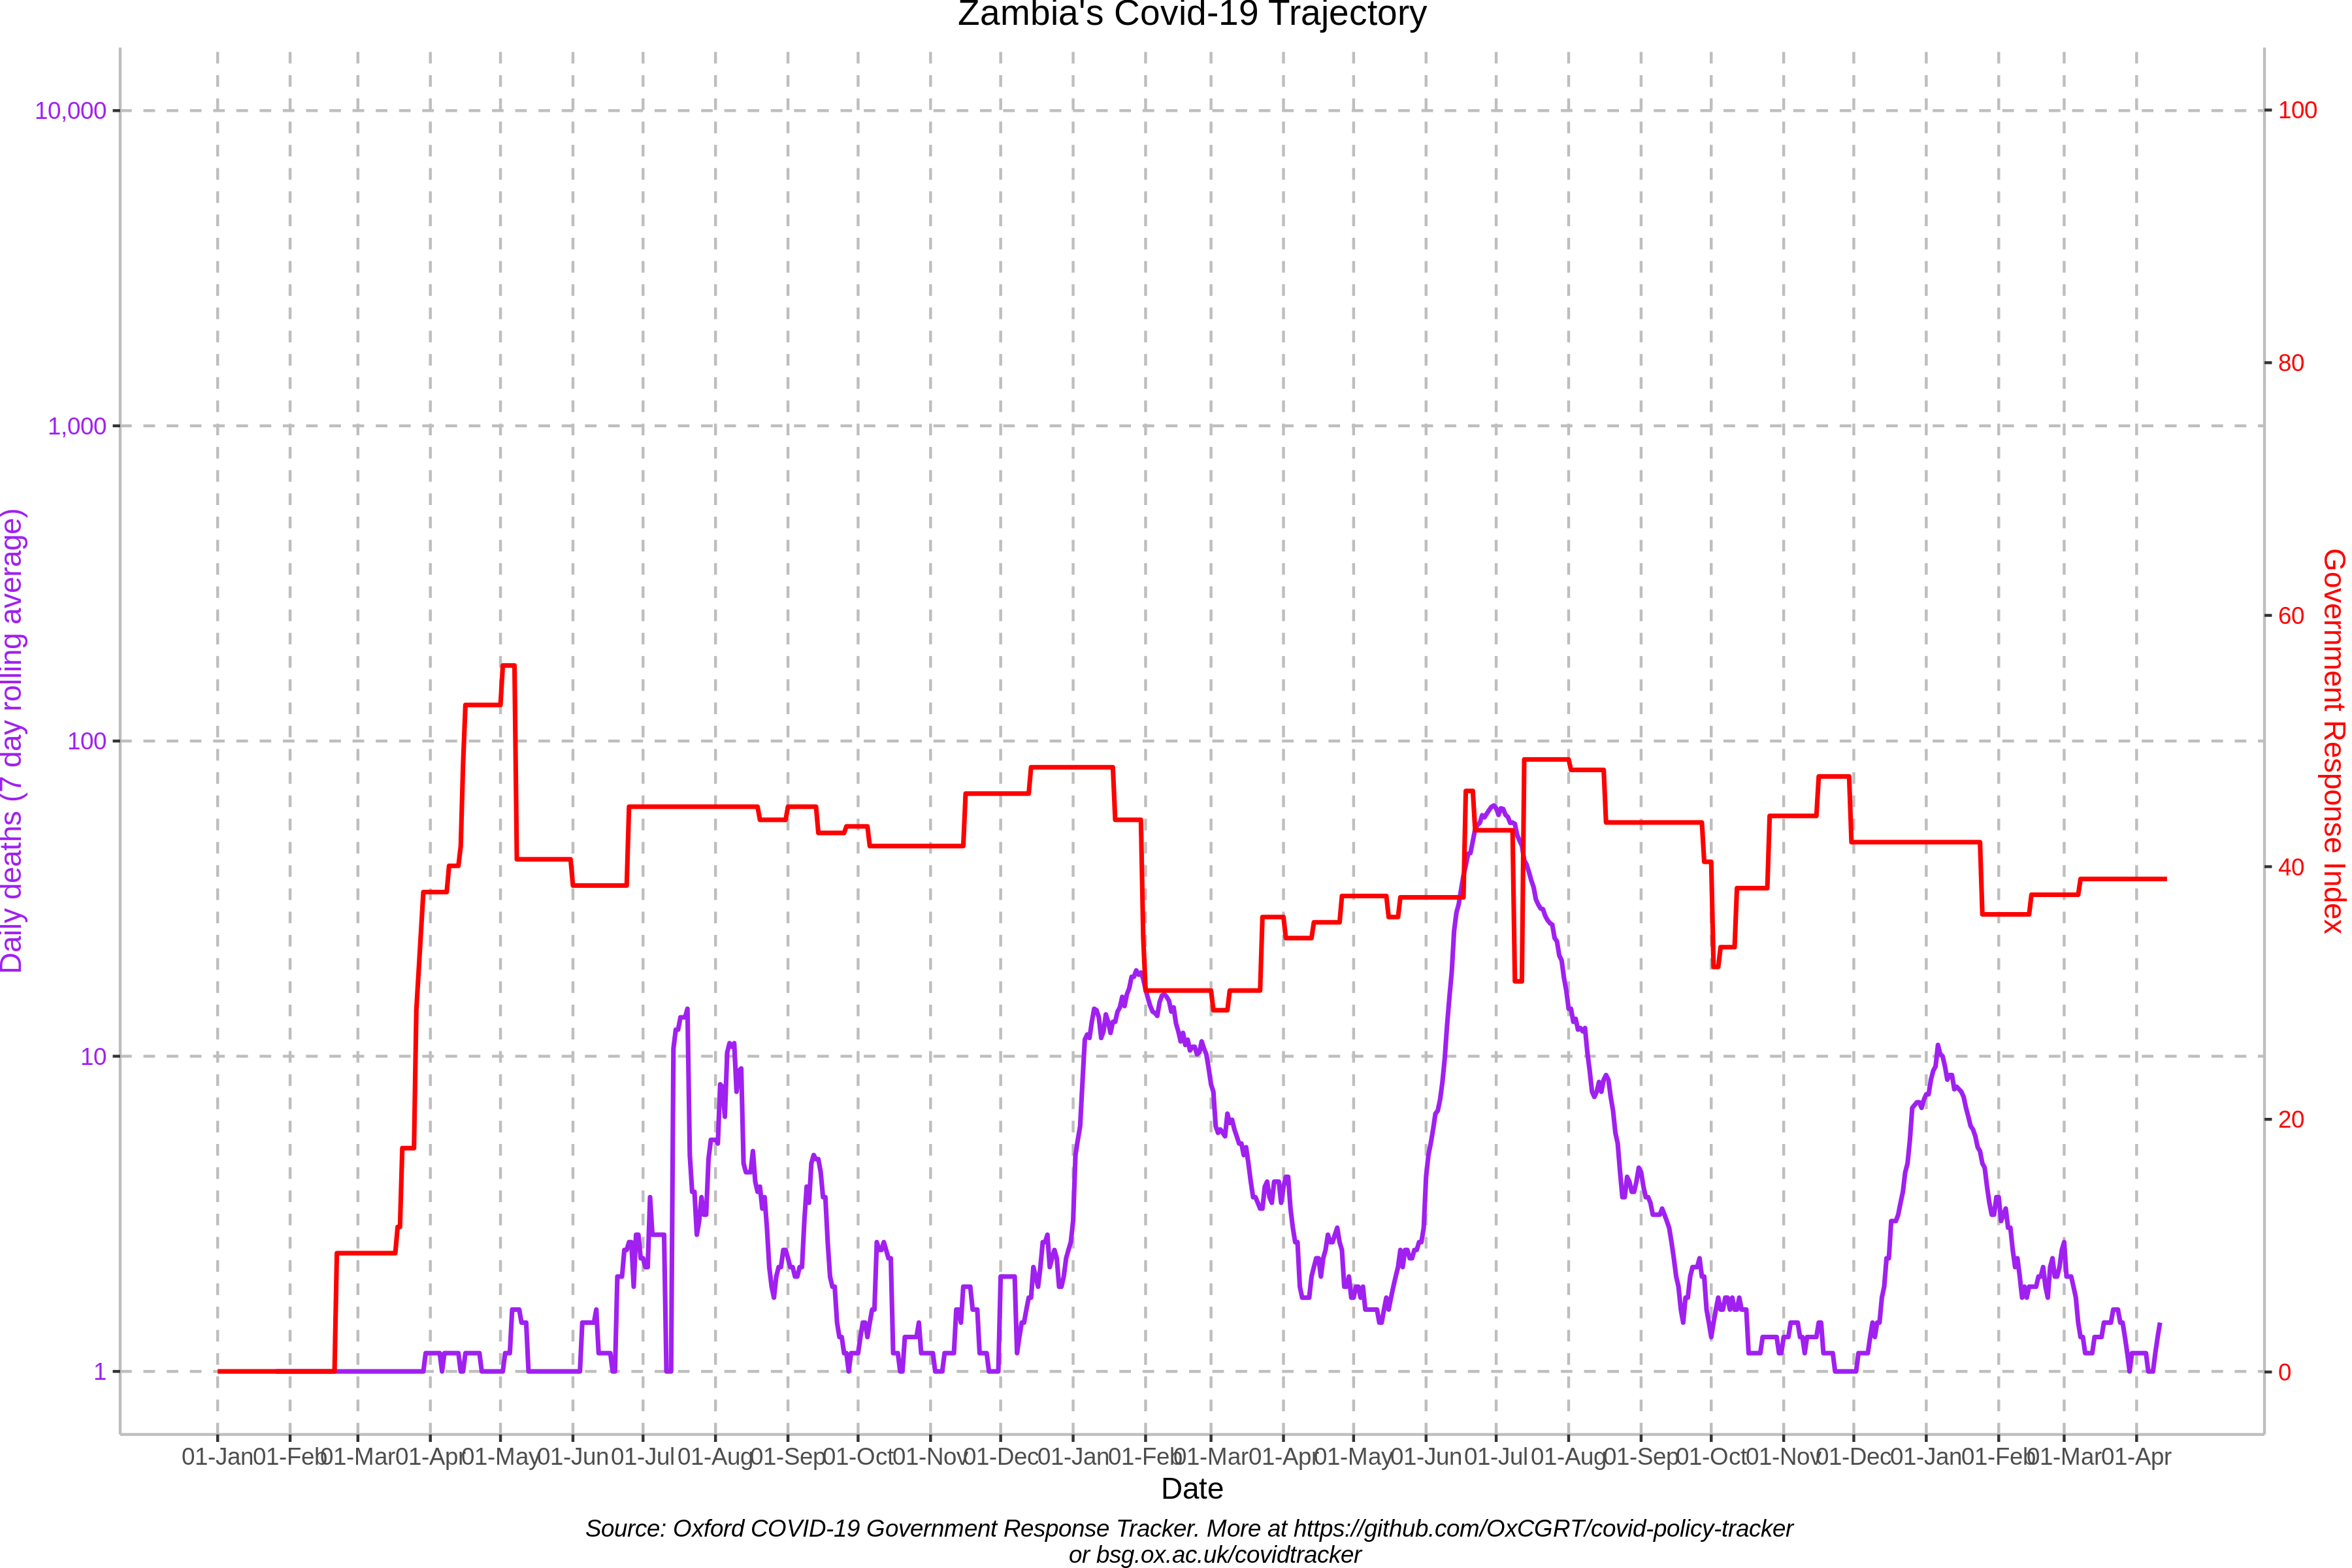 Zambia's Covid-19 Trajectory
10,000
1,000
100
10
1
Daily deaths (7 day rolling average)
100
80
60
40
20
0
Government Response Index
01-Jan 01-Feb 01-Mar 01-Apr 01-May 01-Jun 01-Jul 01-Aug 01-Sep 01-Oct 01-Nov 01-Dec 01-Jan 01-Feb 01-Mar 01-Apr 01-May 01-Jun 01-Jul 01-Aug 01-Sep 01-Oct 01-Nov 01-Dec 01-Jan 01-Feb 01-Mar 01-Apr
Date
Source: Oxford COVID-19 Government Response Tracker. More at https://github.com/OxCGRT/covid-policy-tracker
or bsg.ox.ac.uk/covidtracker